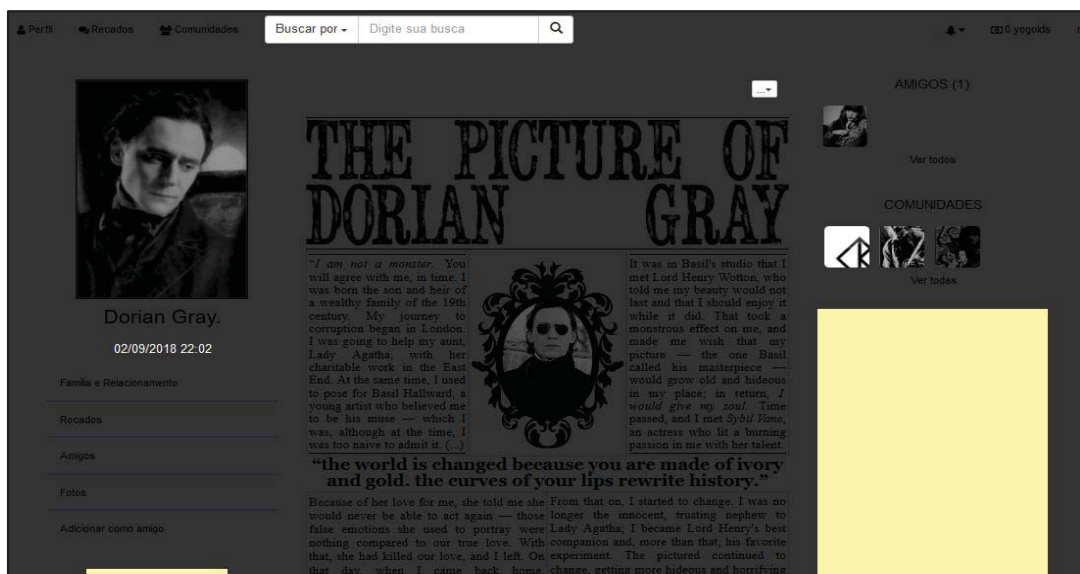 Perfil Recados Comunidades Buscar por Digite sua busca 0 yogolds
...
AMIGOS (1)
Ver todos
COMUNIDADES
Ver todas
Dorian Gray.
02/09/2018 22:02
Família e Relacionamento
Recados
Amigos
Fotos
Adicionar como amigo
THE PICTURE OF
DORIAN GRAY
"I am not a monster. You
will agree with me, in time. I
was born the son and heir of
a wealthy family of the 19th
century. My journey to
corruption began in London.
I was going to help my aunt,
Lady Agatha, with her
charitable work in the East
End. At the same time, I used
to pose for Basil Hallward, a
young artist who believed me
to be his muse — which I
was, although at the time, I
was too naive to admit it. (...)
It was in Basil's studio that I
met Lord Henry Wotton, who
told me my beauty would not
last and that I should enjoy it
while it did. That took a
monstrous effect on me, and
made me wish that my
picture — the one Basil
called his masterpiece —
would grow old and hideous
in my place; in return, I
would give my soul. Time
passed, and I met Sybil Vane,
an actress who lit a burning
passion in me with her talent.
“the world is changed because you are made of ivory
and gold. the curves of your lips rewrite history.”
Because of her love for me, she told me she
would never be able to act again — those
false emotions she used to portray were
nothing compared to our true love. With
that, she had killed our love, and I left. On
that day, when I came back home,
From that on, I started to change. I was no
longer the innocent, trusting nephew to
Lady Agatha; I became Lord Henry's best
companion and, more than that, his favorite
experiment. The pictured continued to
change, getting more hideous and horrifying